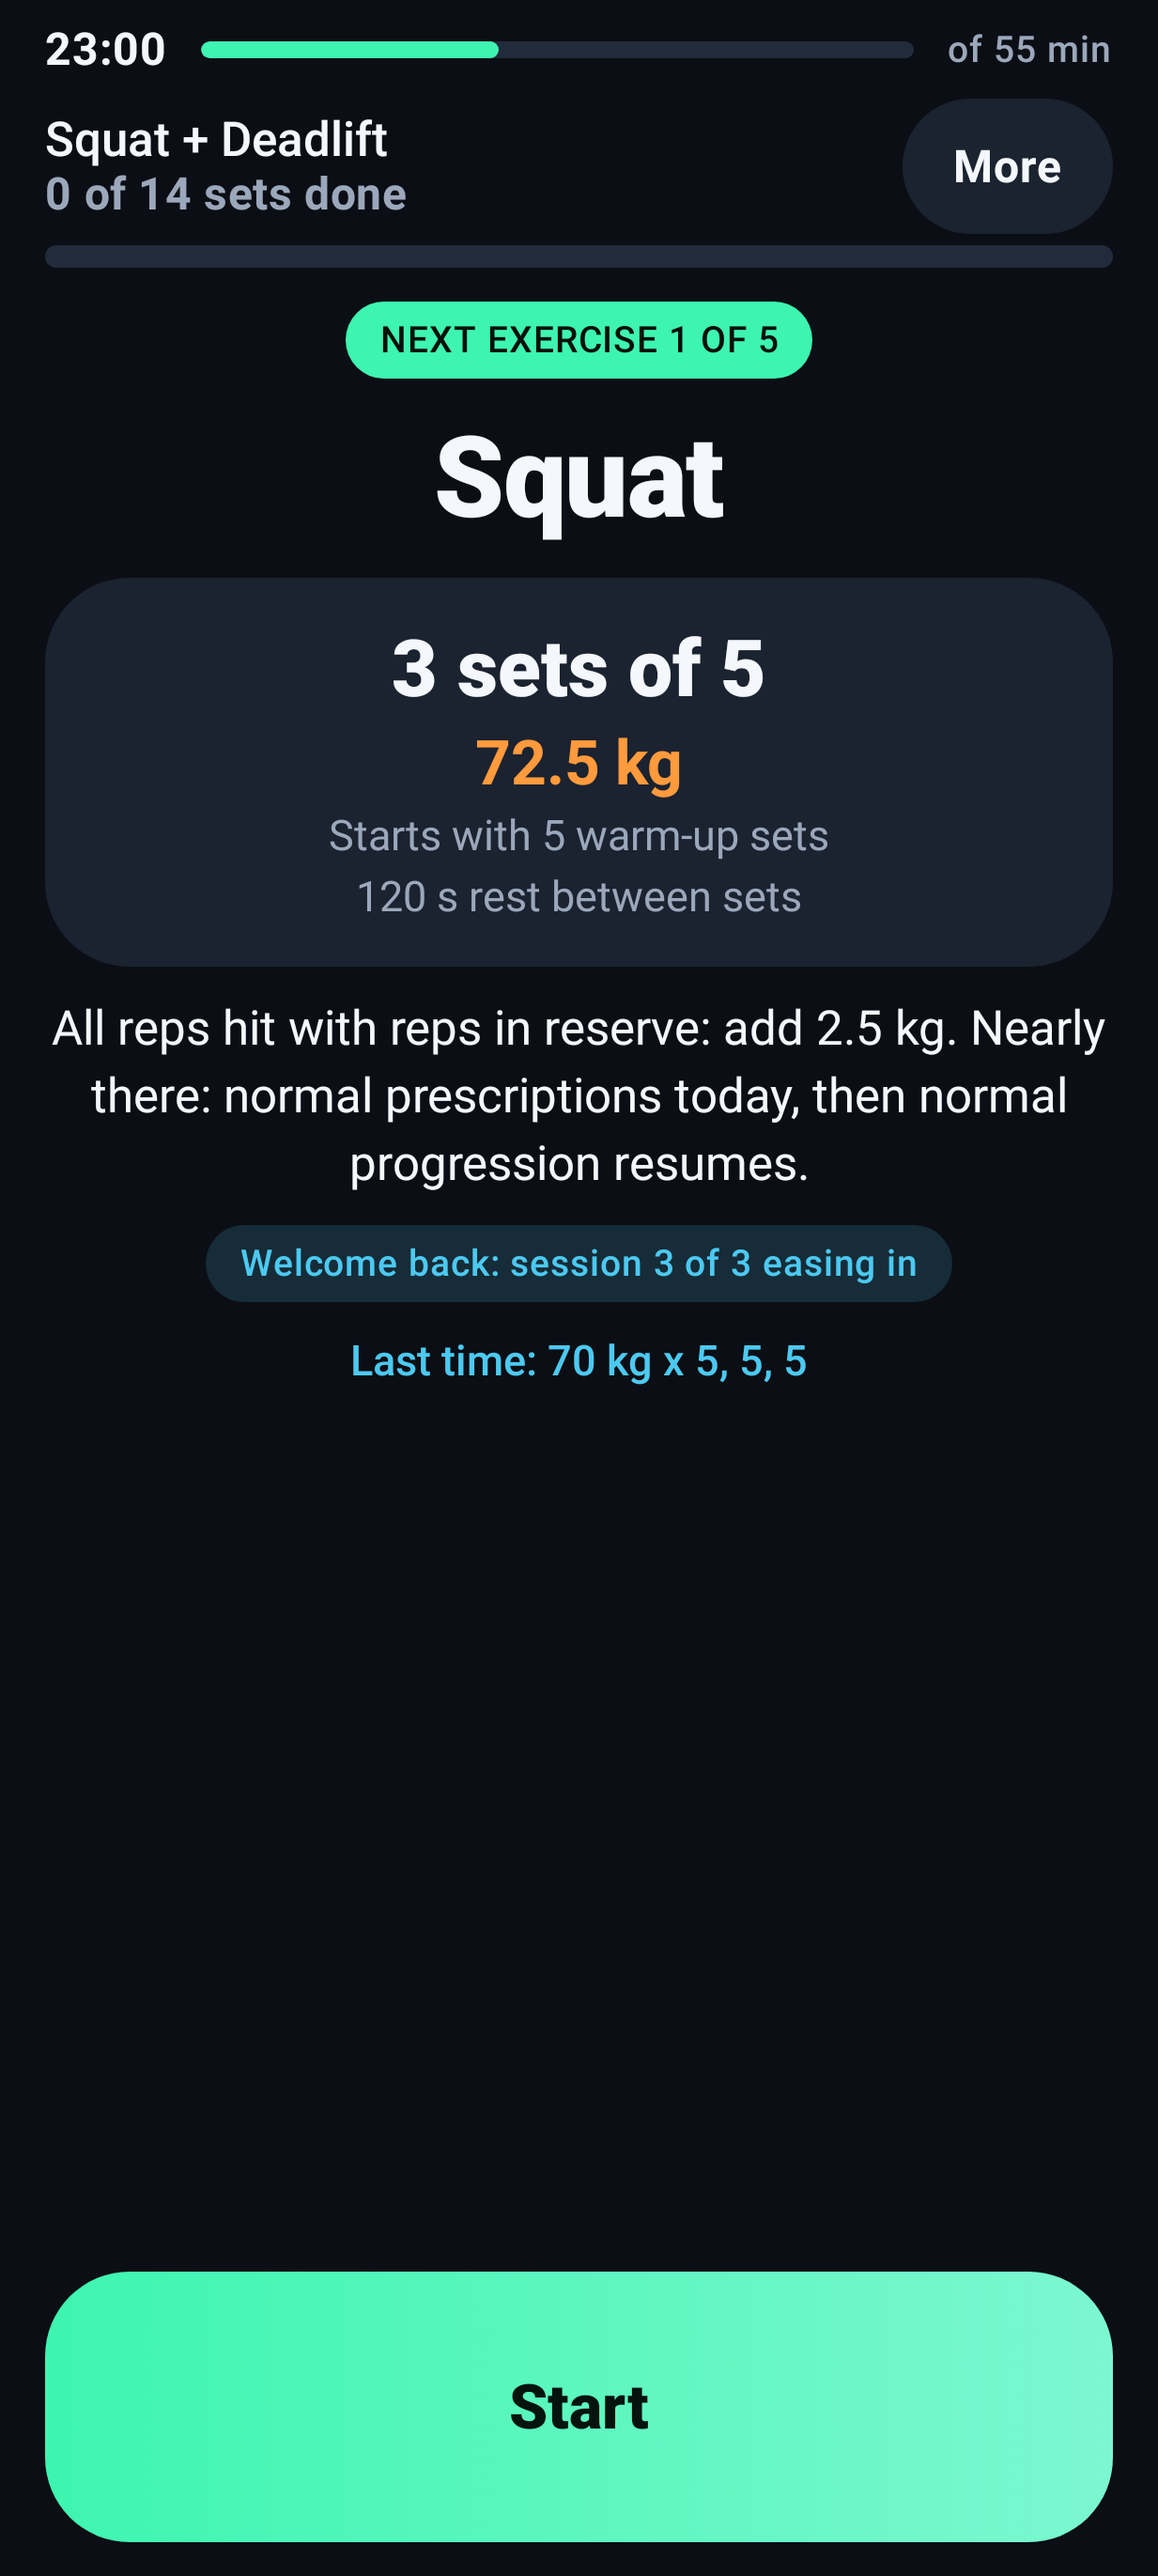 23:00
of 55 min
Squat + Deadlift
0 of 14 sets done
More
NEXT EXERCISE 1 OF 5
Squat
3 sets of 5
72.5 kg
Starts with 5 warm-up sets
120 s rest between sets
All reps hit with reps in reserve: add 2.5 kg. Nearly
there: normal prescriptions today, then normal
progression resumes.
Welcome back: session 3 of 3 easing in
Last time: 70 kg x 5, 5, 5
Start